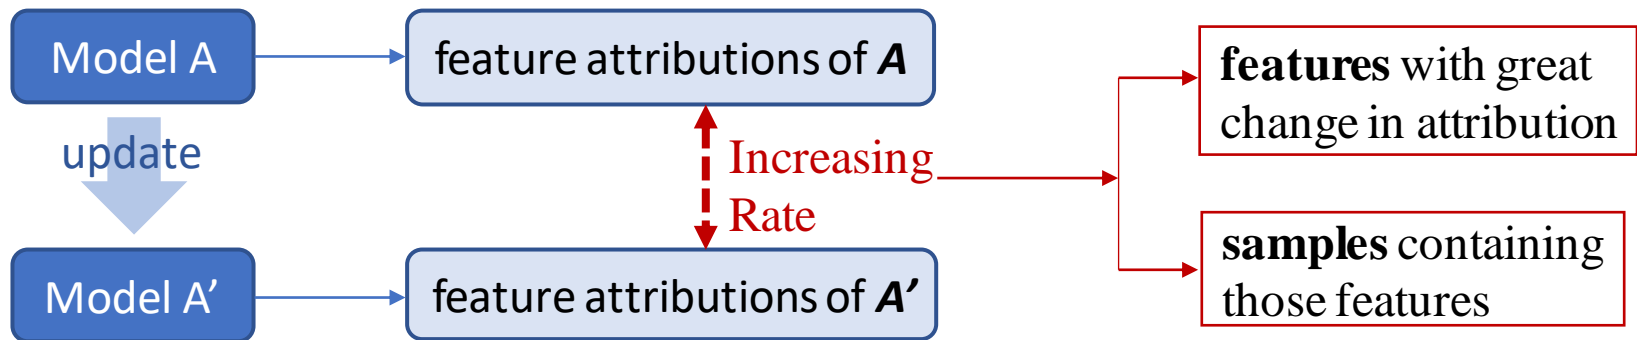 Model A
feature attributions of A
features with great
change in attribution
update
Increasing
Rate
samples containing
those features
Model A’
feature attributions of A’